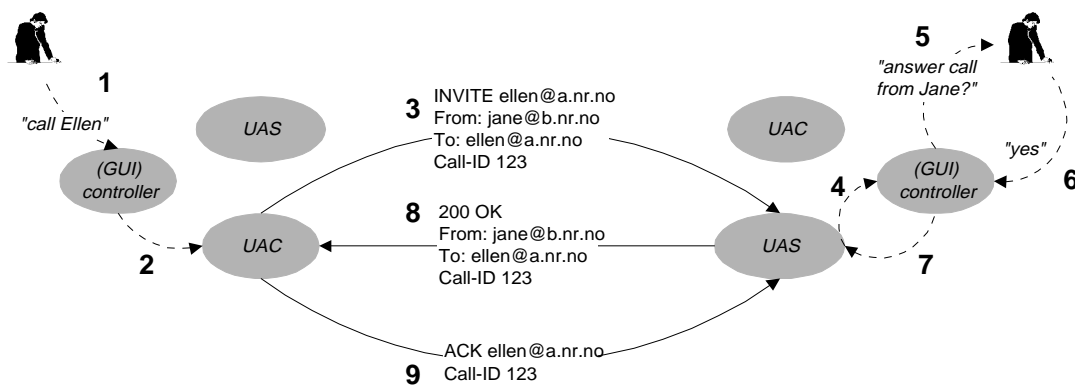 1
"call Ellen"
(GUI)
controller
2
UAS
UAC
3
INVITE ellen@a.nr.no
From: jane@b.nr.no
To: ellen@a.nr.no
Call-ID 123
8
200 OK
From: jane@b.nr.no
To: ellen@a.nr.no
Call-ID 123
9
ACK ellen@a.nr.no
Call-ID 123
UAC
UAS
4
5
"answer call
from Jane?"
"yes"
6
(GUI)
controller
7